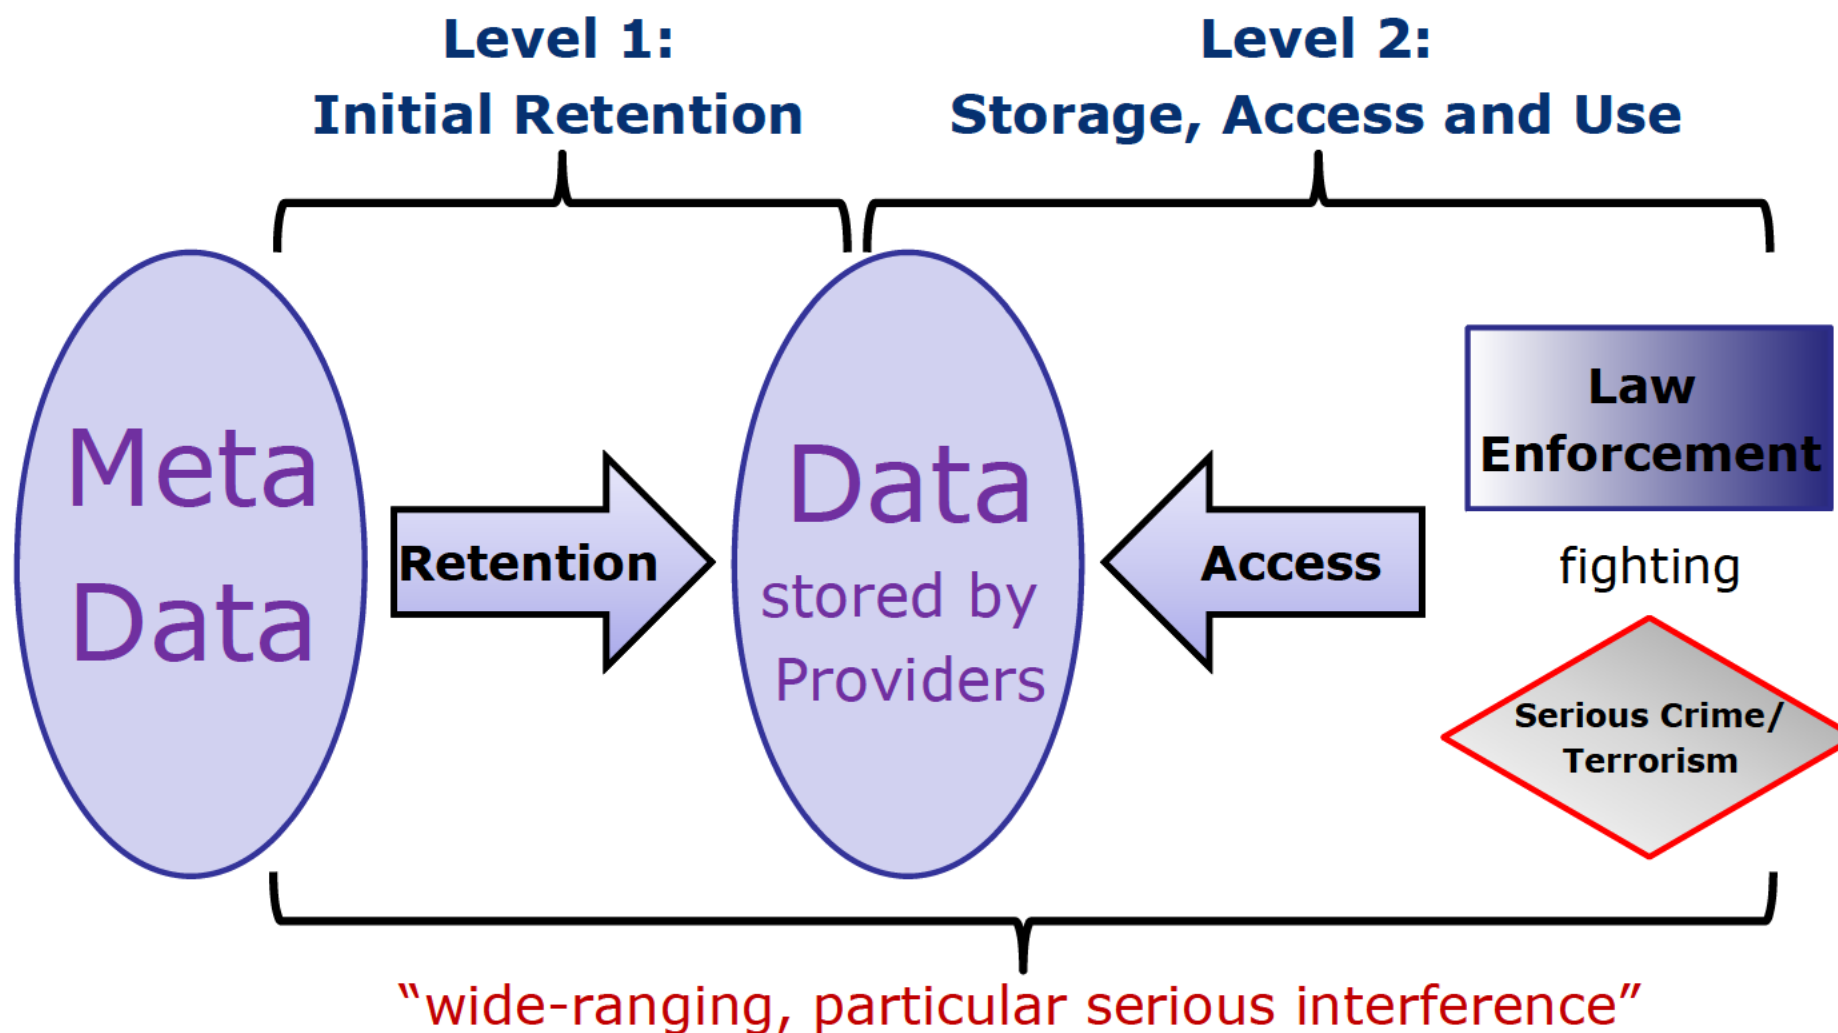 Level 1:
Initial Retention
Level 2:
Storage, Access and Use
Meta
Data
Retention
Data
stored by
Providers
Access
Law
Enforcement
fighting
Serious Crime/
Terrorism
“wide-ranging, particular serious interference”